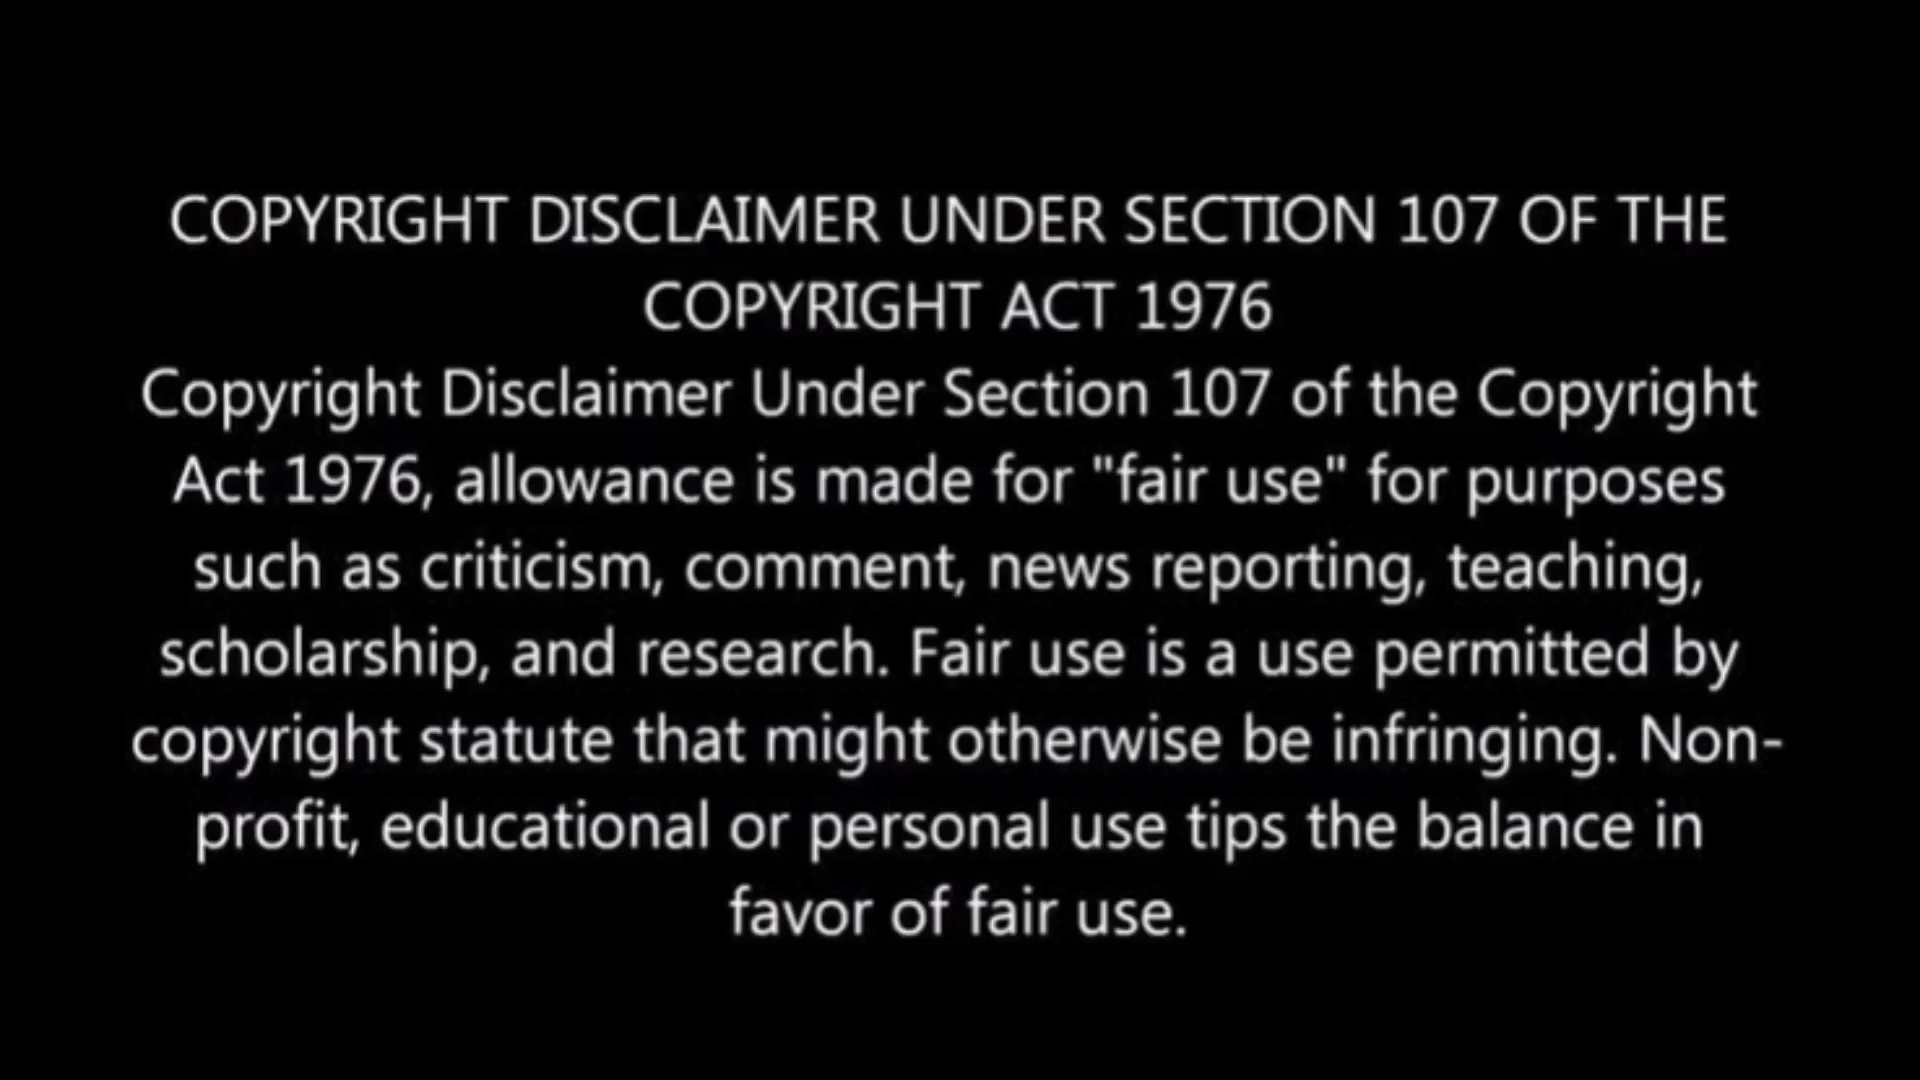 COPYRIGHT DISCLAIMER UNDER SECTION 107 OF THE
COPYRIGHT ACT 1976
Copyright Disclaimer Under Section 107 of the Copyright
Act 1976, allowance is made for "fair use" for purposes
such as criticism, comment, news reporting, teaching,
scholarship, and research. Fair use is a use permitted by
copyright statute that might otherwise be infringing. Non-
profit, educational or personal use tips the balance in
favor of fair use.